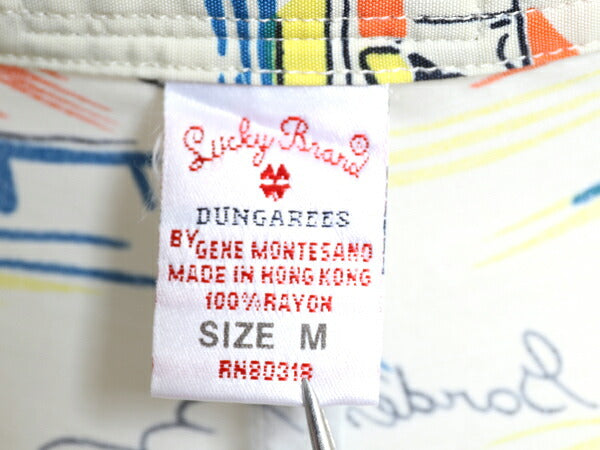 Lucky Brand ®
DUNGAREES
BY GENE MONTESANO
MADE IN HONG KONG
100% RAYON
SIZE M
RN80318